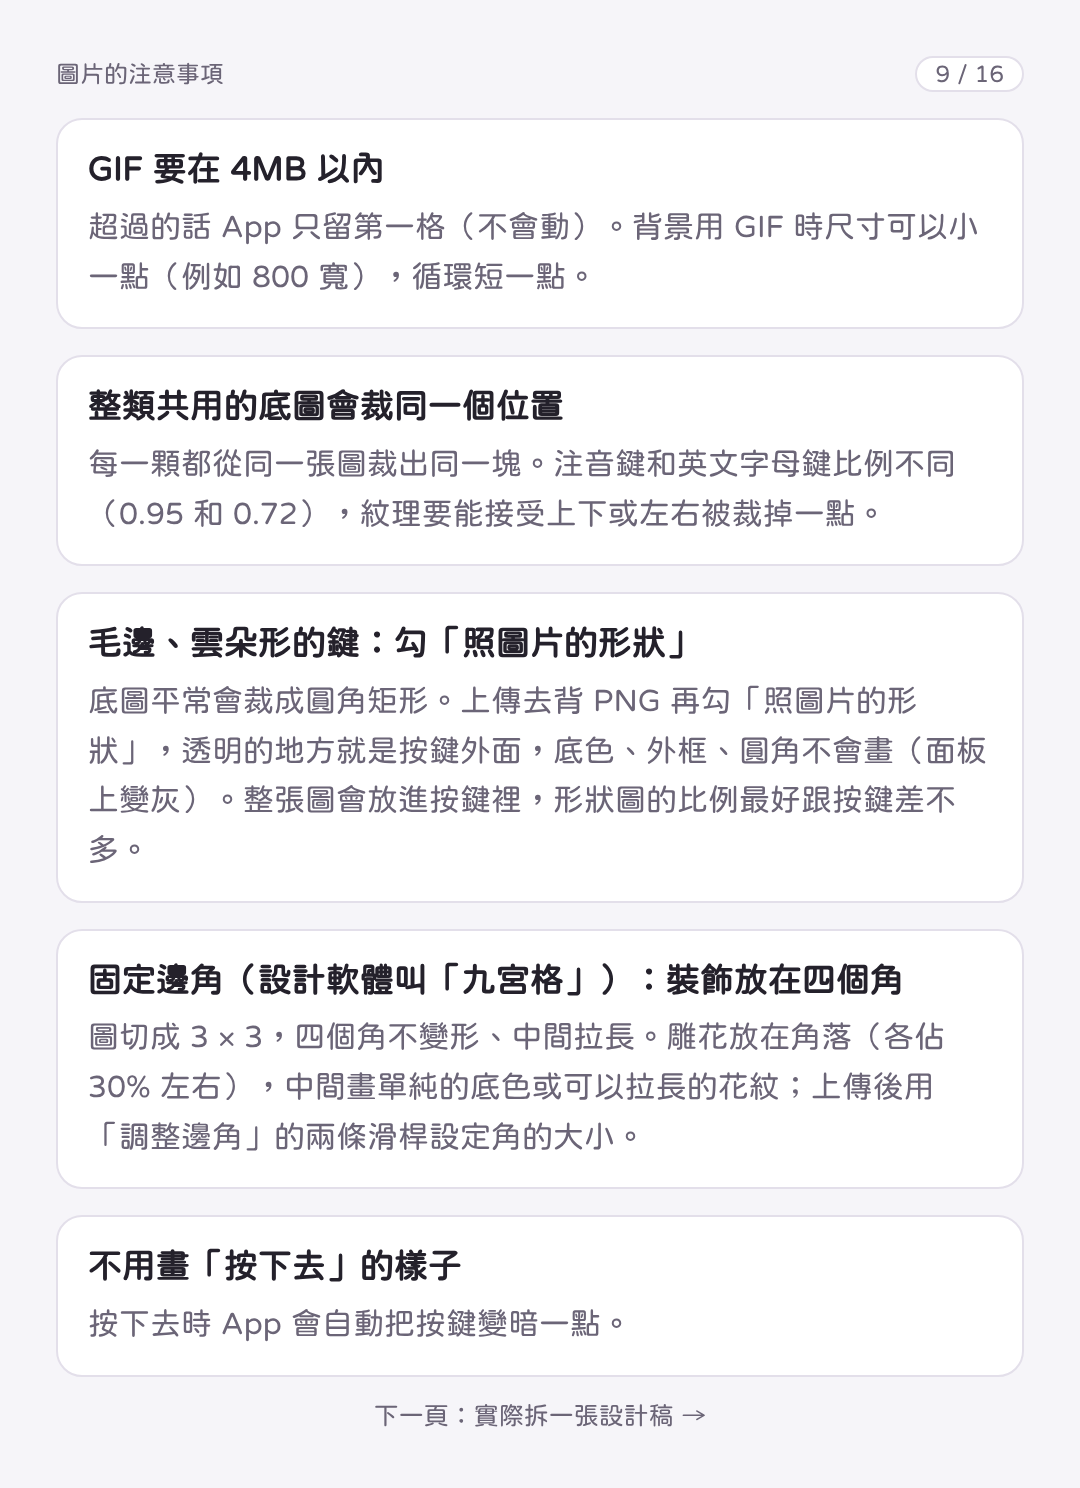 圖片的注意事項
9 / 16
GIF 要在 4MB 以內
超過的話 App 只留第一格（不會動）。背景用 GIF 時尺寸可以小
一點（例如 800 寬），循環短一點。
整類共用的底圖會裁同一個位置
每一顆都從同一張圖裁出同一塊。注音鍵和英文字母鍵比例不同
（0.95 和 0.72），紋理要能接受上下或左右被裁掉一點。
毛邊、雲朵形的鍵：勾「照圖片的形狀」
底圖平常會裁成圓角矩形。上傳去背 PNG 再勾「照圖片的形
狀」，透明的地方就是按鍵外面，底色、外框、圓角不會畫（面板
上變灰）。整張圖會放進按鍵裡，形狀圖的比例最好跟按鍵差不
多。
固定邊角（設計軟體叫「九宮格」）：裝飾放在四個角
圖切成 3 × 3，四個角不變形、中間拉長。雕花放在角落（各佔
30% 左右），中間畫單純的底色或可以拉長的花紋；上傳後用
「調整邊角」的兩條滑桿設定角的大小。
不用畫「按下去」的樣子
按下去時 App 會自動把按鍵變暗一點。
下一頁：實際拆一張設計稿 →